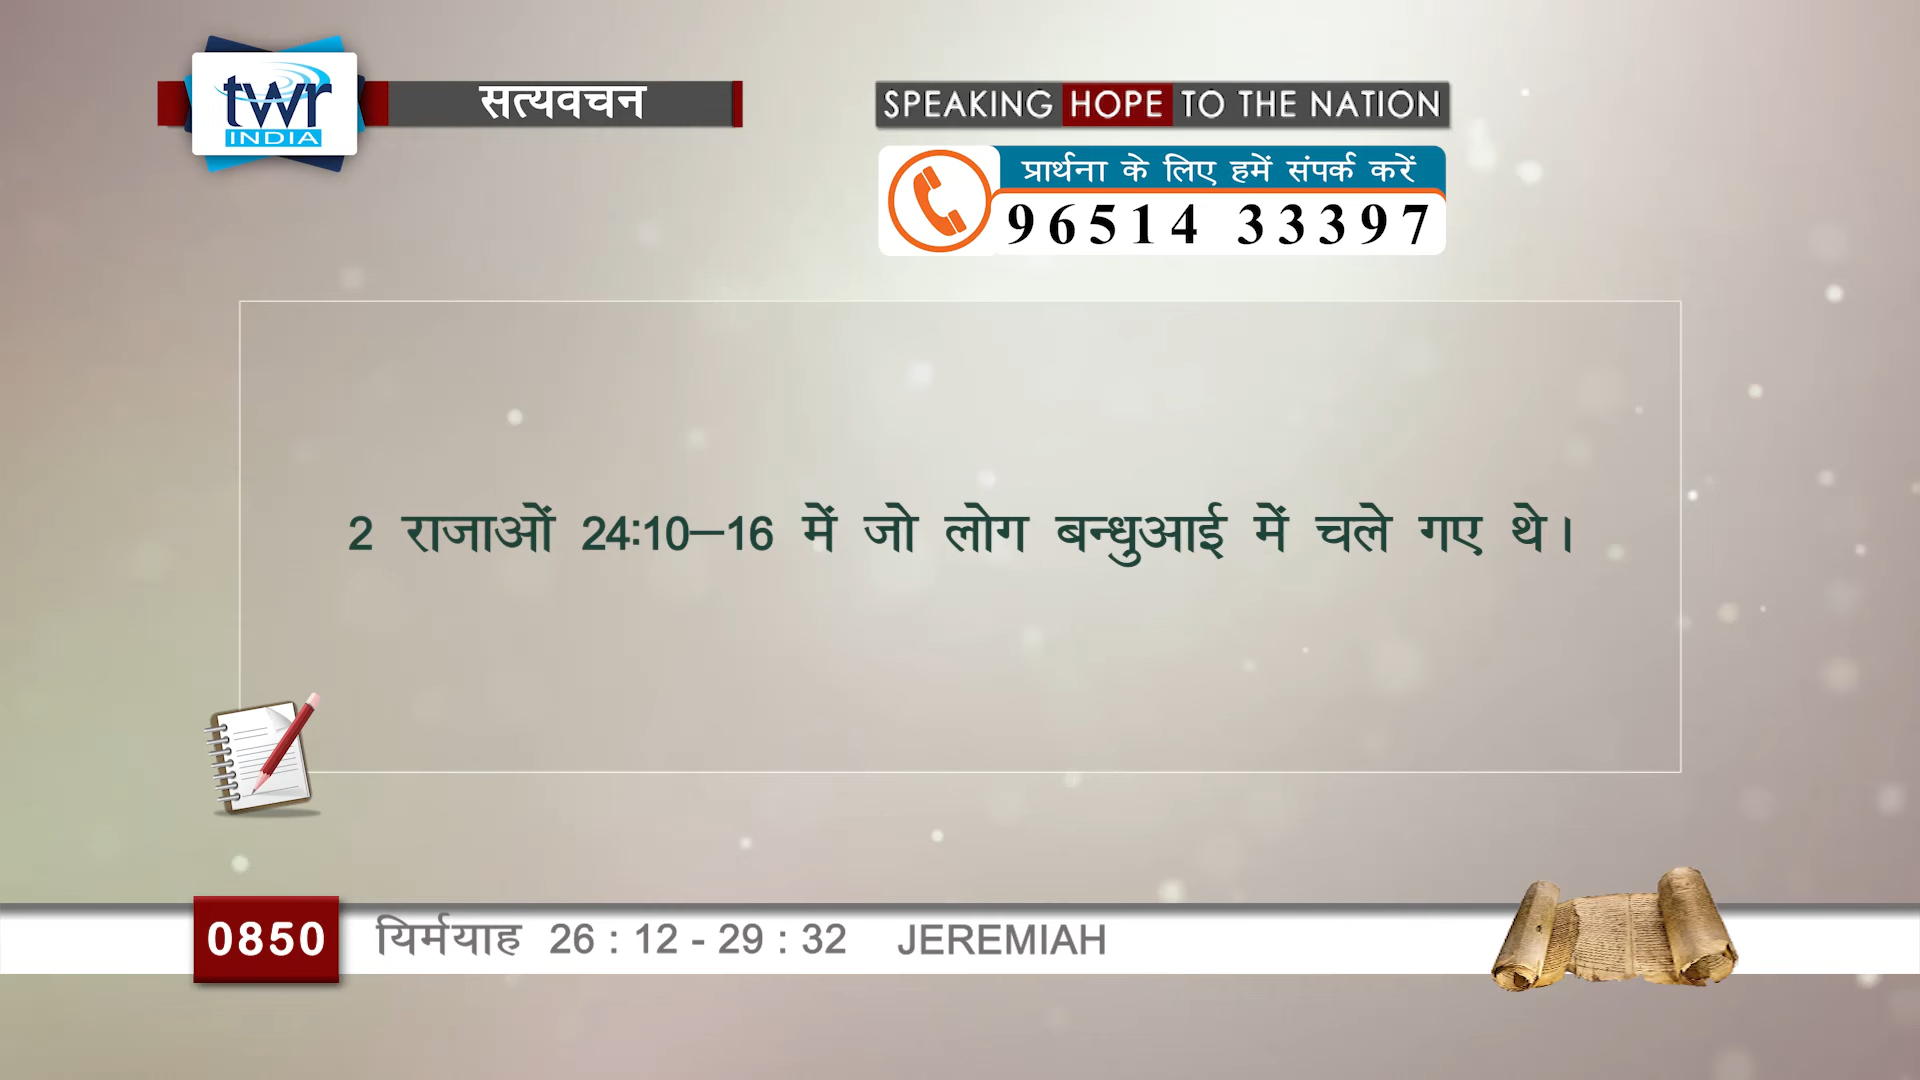 twr
INDIA
सत्यवचन
SPEAKING HOPE TO THE NATION
प्रार्थना के लिए हमें संपर्क करें
96514 33397
2 राजाओं 24:10–16 में जो लोग बन्धुआई में चले गए थे।
0850 यिर्मयाह 26 : 12 - 29 : 32 JEREMIAH